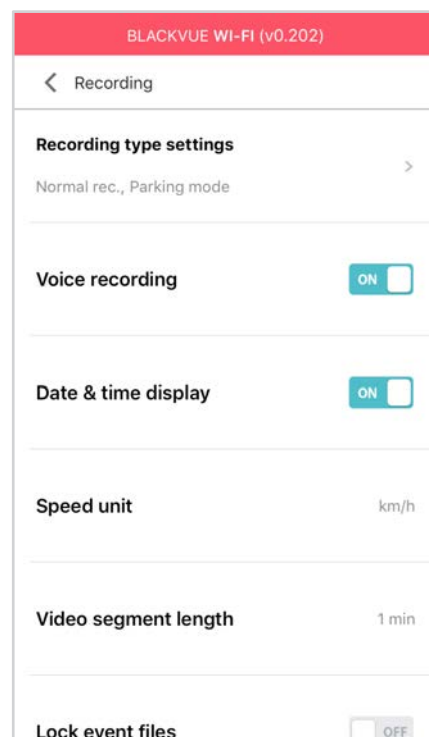 BLACKVUE WI-FI (v0.202)
Recording
Recording type settings
Normal rec., Parking mode
Voice recording
ON
Date & time display
ON
Speed unit
km/h
Video segment length
1 min
Lock event files
OFF